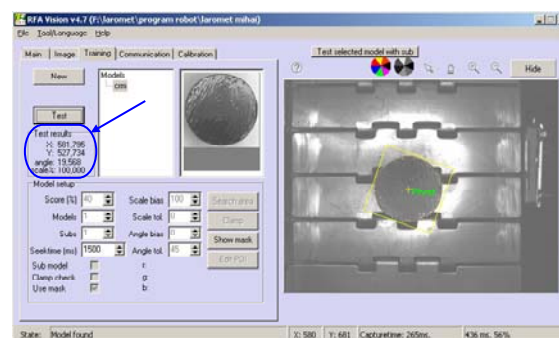 RFA Vision v4.7 (F:\laromet\program robot\laromet mihai)
File Tool/Language Help
Main Image Training Communication Calibration
Test selected model with sub
New
Models
crni
Hide
Test
Test results
X: 581,795
Y: 527,734
angle: 19,568
scale%: 100,000
Model setup
Score (%) 40 Scale bias 100 Search area
Models 1 Scale tol. 0 Clamp
Subs 1 Angle bias 0 Show mask
Seektime (ms) 1500 Angle tol. 45 Edit POI
Sub model r:
Clamp check g:
Use mask b:
State: Model found X: 580 Y: 681 Capturetime: 265ms, 436 ms, 56%